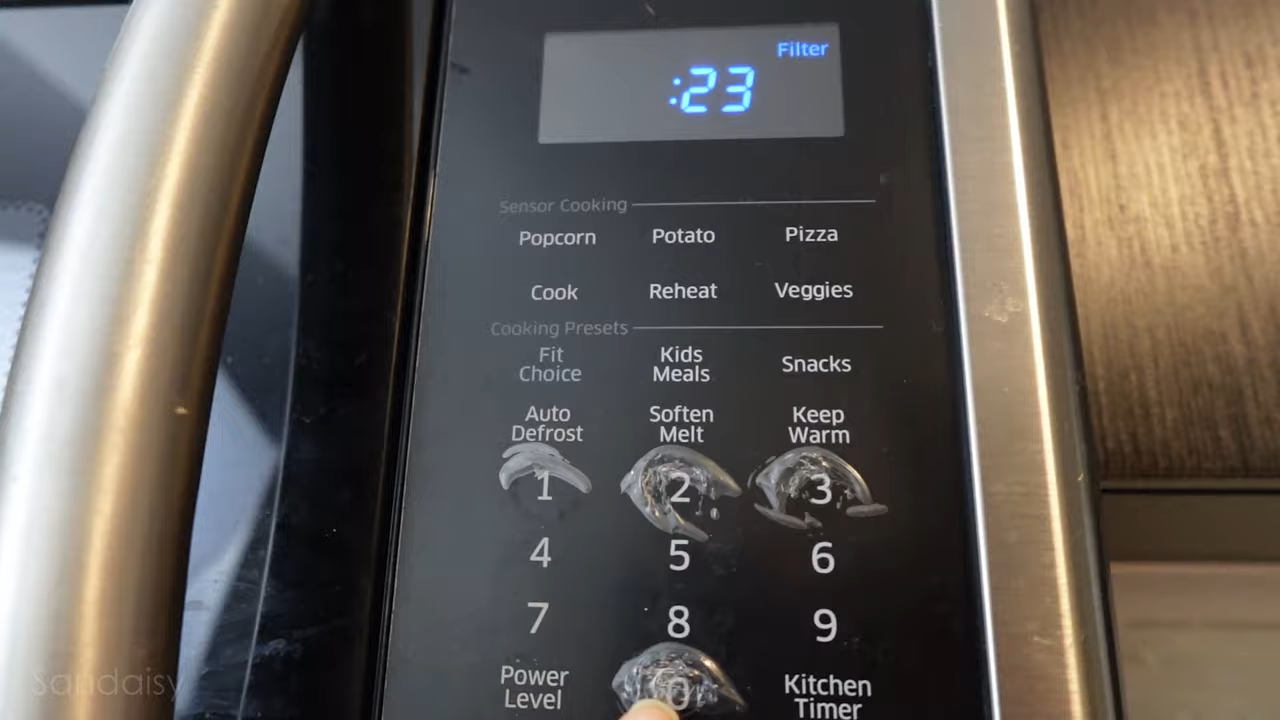 Filter
:23
Sensor Cooking
Popcorn Potato Pizza
Cook Reheat Veggies
Cooking Presets
Fit Choice
Kids Meals
Snacks
Auto Defrost
Soften Melt
Keep Warm
1 2 3
4 5 6
7 8 9
Power Level
0
Kitchen Timer
Sandaisy